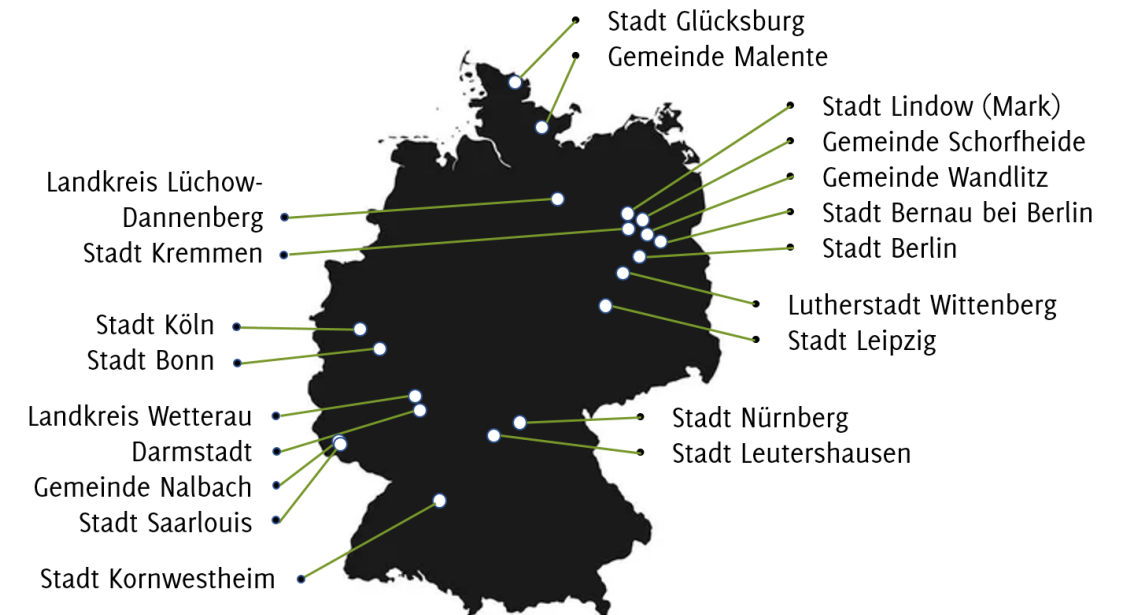 Stadt Glücksburg
Gemeinde Malente
Stadt Lindow (Mark)
Gemeinde Schorfheide
Gemeinde Wandlitz
Stadt Bernau bei Berlin
Stadt Berlin
Landkreis Lüchow-
Dannenberg
Stadt Kremmen
Lutherstadt Wittenberg
Stadt Leipzig
Stadt Köln
Stadt Bonn
Landkreis Wetterau
Darmstadt
Gemeinde Nalbach
Stadt Saarlouis
Stadt Nürnberg
Stadt Leutershausen
Stadt Kornwestheim